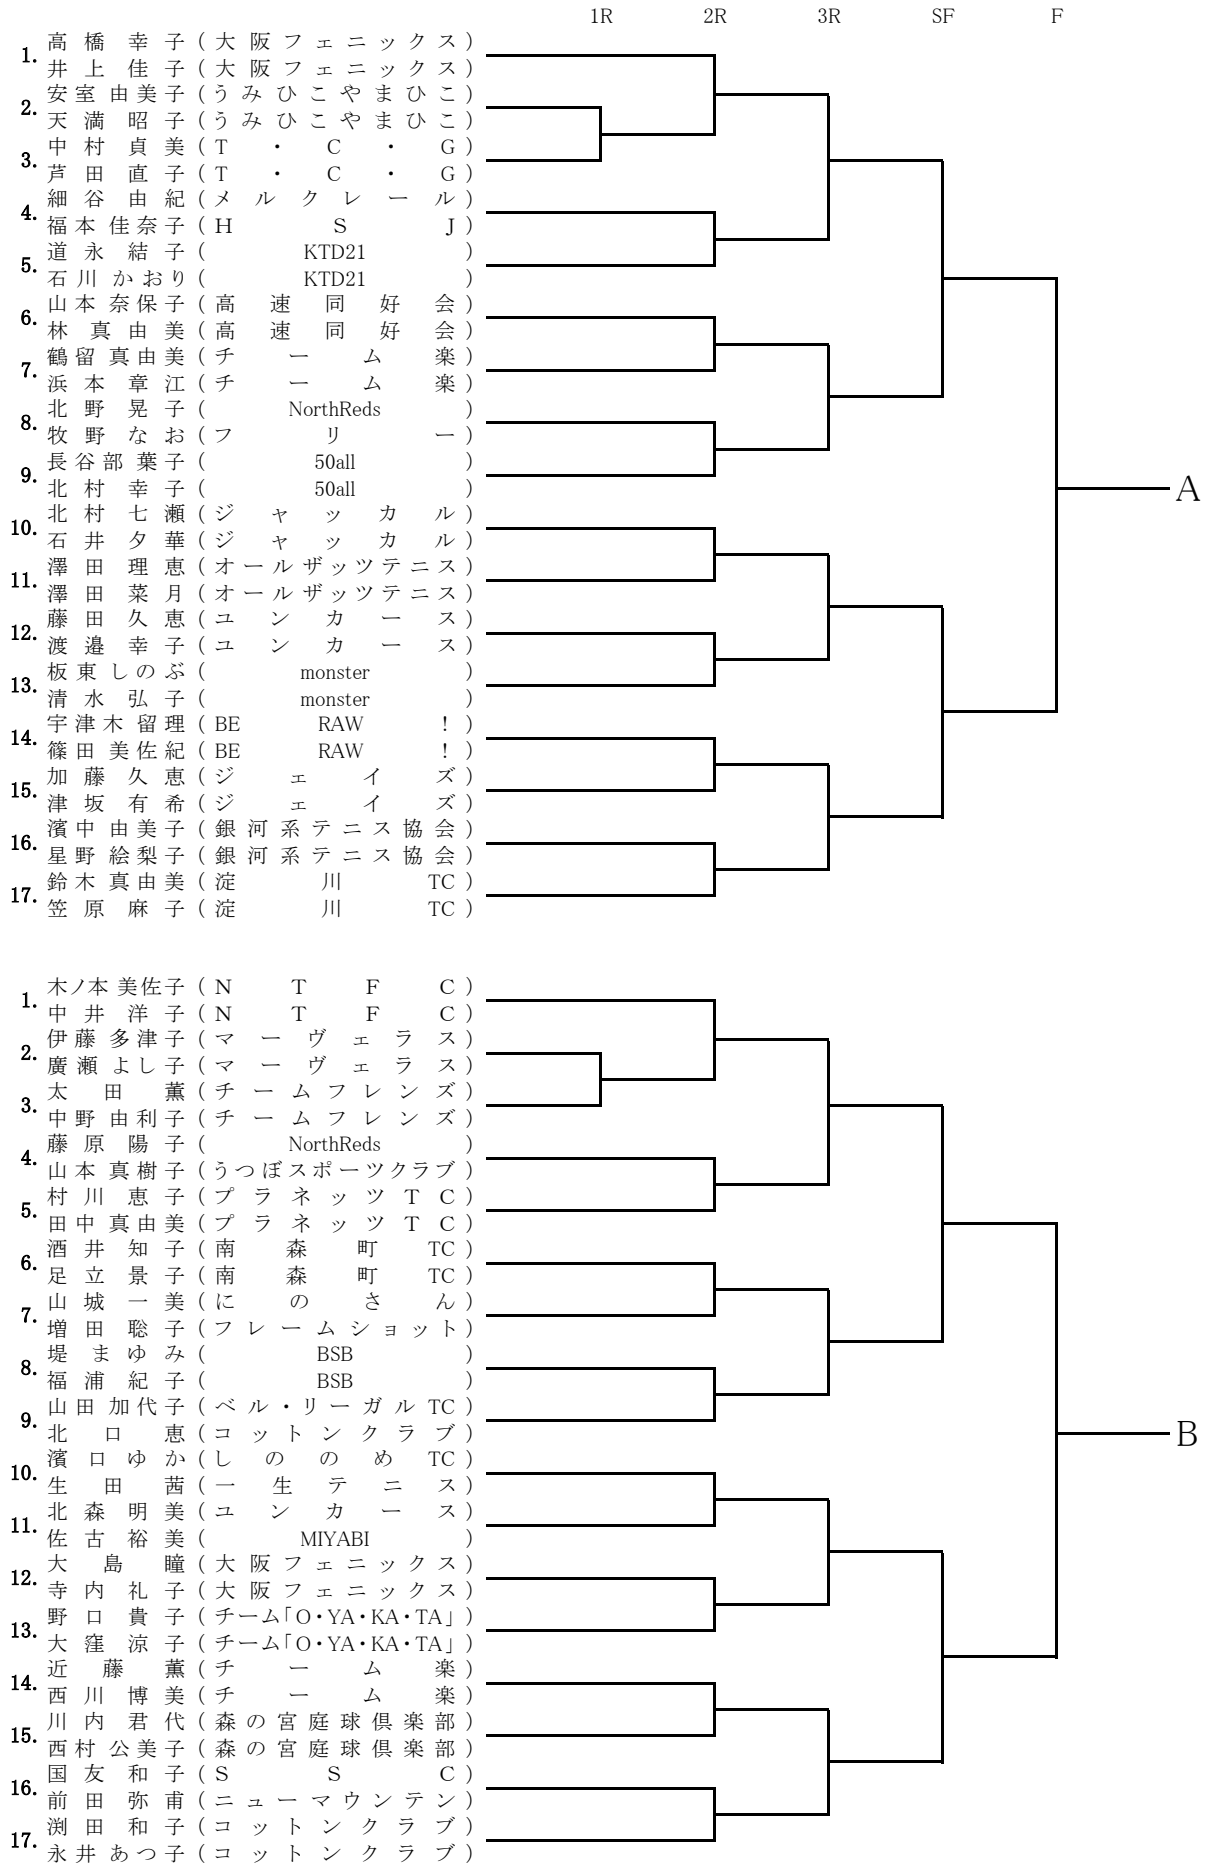 1R 2R 3R SF F
1. 高橋 幸子 ( 大阪フェニックス )
井上 佳子 ( 大阪フェニックス )
2. 安室 由美子 ( うみひこやまひこ )
天満 昭子 ( うみひこやまひこ )
3. 中村 貞美 ( T・C・G )
芦田 直子 ( T・C・G )
4. 細谷 由紀 ( メルクレール )
福本 佳奈子 ( HSJ )
5. 道永 結子 ( KTD21 )
石川 かおり ( KTD21 )
6. 山本 奈保子 ( 高速同好会 )
林 真由美 ( 高速同好会 )
7. 鶴留 真由美 ( チーム楽 )
浜本 章江 ( チーム楽 )
8. 北野 晃子 ( NorthReds )
牧野 なお ( フリー )
9. 長谷部 葉子 ( 50all )
北村 幸子 ( 50all )
A
10. 北村 七瀬 ( ジャッカル )
石井 夕華 ( ジャッカル )
11. 澤田 理恵 ( オールザッツテニス )
澤田 菜月 ( オールザッツテニス )
12. 藤田 久恵 ( ユンカース )
渡邉 幸子 ( ユンカース )
13. 板東 しのぶ ( monster )
清水 弘子 ( monster )
14. 宇津木 留理 ( BE RAW ! )
篠田 美佐紀 ( BE RAW ! )
15. 加藤 久恵 ( ジェイズ )
津坂 有希 ( ジェイズ )
16. 濱中 由美子 ( 銀河系テニス協会 )
星野 絵梨子 ( 銀河系テニス協会 )
17. 鈴木 真由美 ( 淀川TC )
笠原 麻子 ( 淀川TC )
1. 木ノ本 美佐子 ( NTFC )
中井 洋子 ( NTFC )
2. 伊藤 多津子 ( マーヴェラス )
廣瀬 よし子 ( マーヴェラス )
3. 太田 薫 ( チームフレンズ )
中野 由利子 ( チームフレンズ )
4. 藤原 陽子 ( NorthReds )
山本 真樹子 ( うつぼスポーツクラブ )
5. 村川 恵子 ( プラネッツTC )
田中 真由美 ( プラネッツTC )
6. 酒井 知子 ( 南森町TC )
足立 景子 ( 南森町TC )
7. 山城 一美 ( にのさん )
増田 聡子 ( フレームショット )
8. 堤 まゆみ ( BSB )
福浦 紀子 ( BSB )
9. 山田 加代子 ( ベル・リーガルTC )
北口 恵 ( コットンクラブ )
B
10. 濱口 ゆか ( しののめTC )
生田 茜 ( 一生テニス )
11. 北森 明美 ( ユンカース )
佐古 裕美 ( MIYABI )
12. 大島 瞳 ( 大阪フェニックス )
寺内 礼子 ( 大阪フェニックス )
13. 野口 貴子 ( チーム「O・YA・KA・TA」 )
大窪 涼子 ( チーム「O・YA・KA・TA」 )
14. 近藤 薫 ( チーム楽 )
西川 博美 ( チーム楽 )
15. 川内 君代 ( 森の宮庭球倶楽部 )
西村 公美子 ( 森の宮庭球倶楽部 )
16. 国友 和子 ( SSC )
前田 弥甫 ( ニューマウンテン )
17. 渕田 和子 ( コットンクラブ )
永井 あつ子 ( コットンクラブ )